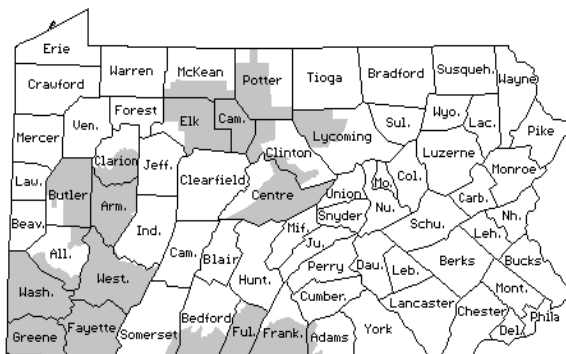 Erie
Crawford
Warren
McKean
Potter
Tioga
Bradford
Susqueh.
Wayne
Mercer
Ven.
Forest
Elk
Cam.
Lycoming
Sul.
Wyo.
Lac.
Pike
Law.
Butler
Clarion
Jeff.
Clearfield
Clinton
Centre
Union
Mo.
Col.
Luzerne
Monroe
Carb.
Beav.
Arm.
Ind.
Snyder
Nu.
Schu.
Nh.
Leh.
All.
West.
Cam.
Blair
Hunt.
Mif.
Ju.
Perry
Dau.
Leb.
Berks
Bucks
Mont.
Wash.
Greene
Fayette
Somerset
Bedford
Ful.
Frank.
Cumber.
Adams
York
Lancaster
Chester
Del
Phila